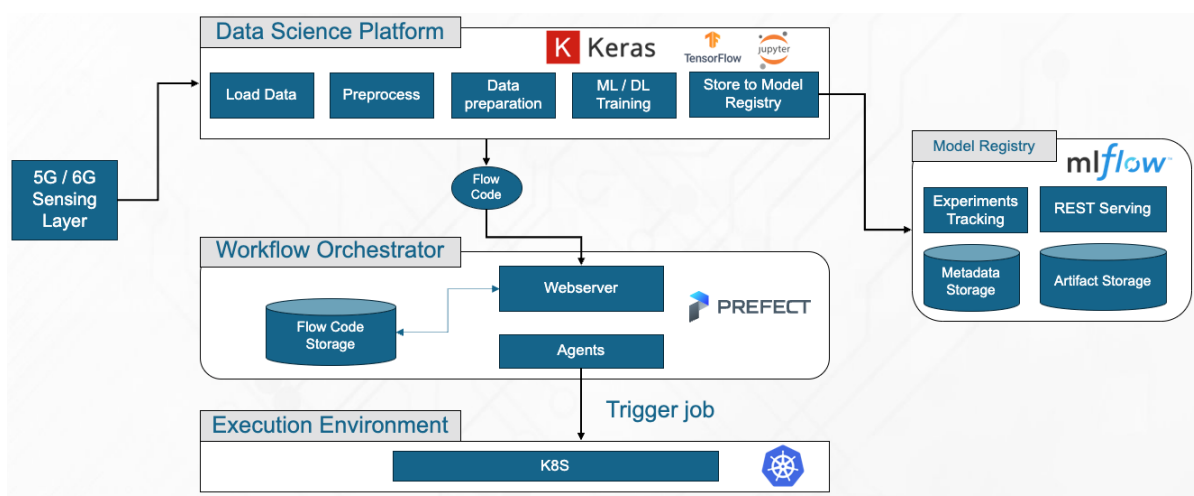 Data Science Platform
K Keras
TensorFlow
jupyter
Load Data
Preprocess
Data
preparation
ML / DL
Training
Store to Model
Registry
5G / 6G
Sensing
Layer
Flow
Code
Model Registry
mlflow™
Experiments
Tracking
REST Serving
Metadata
Storage
Artifact Storage
Workflow Orchestrator
Webserver
Flow Code
Storage
PREFECT
Agents
Trigger job
Execution Environment
K8S